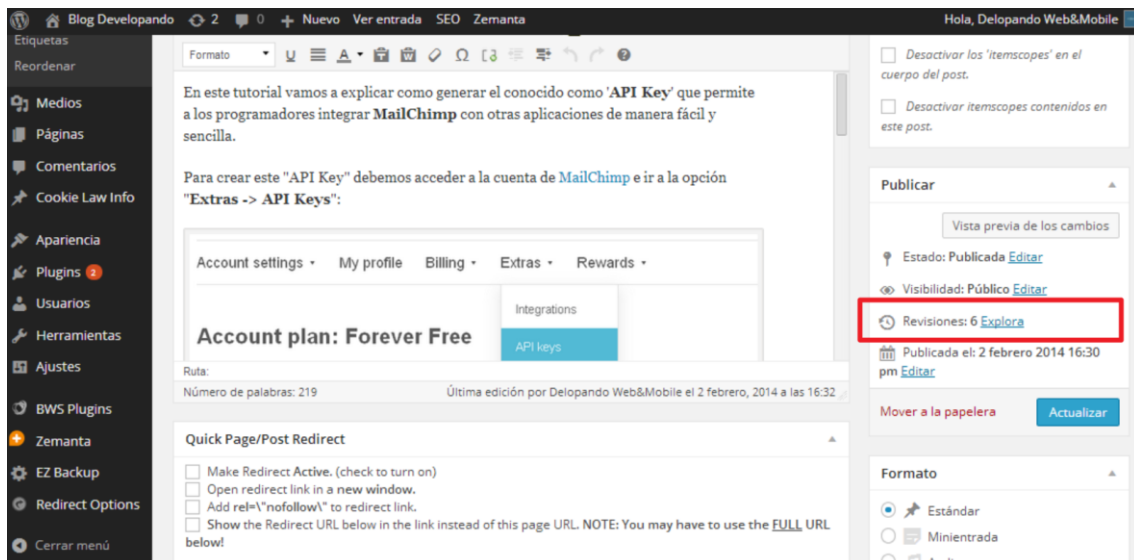 Blog Developando 2 0 + Nuevo Ver entrada SEO Zemanta Hola, Delopando Web&Mobile
Etiquetas
Reordenar
Medios
Páginas
Comentarios
Cookie Law Info
Apariencia
Plugins 2
Usuarios
Herramientas
Ajustes
BWS Plugins
Zemanta
EZ Backup
Redirect Options
Cerrar menú
Formato
En este tutorial vamos a explicar como generar el conocido como 'API Key' que permite
a los programadores integrar MailChimp con otras aplicaciones de manera fácil y
sencilla.
Para crear este "API Key" debemos acceder a la cuenta de MailChimp e ir a la opción
"Extras -> API Keys":
Account settings My profile Billing Extras Rewards
Integrations
API keys
Account plan: Forever Free
Ruta:
Número de palabras: 219 Última edición por Delopando Web&Mobile el 2 febrero, 2014 a las 16:32
Quick Page/Post Redirect
Make Redirect Active. (check to turn on)
Open redirect link in a new window.
Add rel=\"nofollow\" to redirect link.
Show the Redirect URL below in the link instead of this page URL. NOTE: You may have to use the FULL URL
below!
Desactivar los 'itemscopes' en el
cuerpo del post.
Desactivar itemscopes contenidos en
este post.
Publicar
Vista previa de los cambios
Estado: Publicada Editar
Visibilidad: Público Editar
Revisiones: 6 Explora
Publicada el: 2 febrero 2014 16:30
pm Editar
Mover a la papelera Actualizar
Formato
Estándar
Minientrada